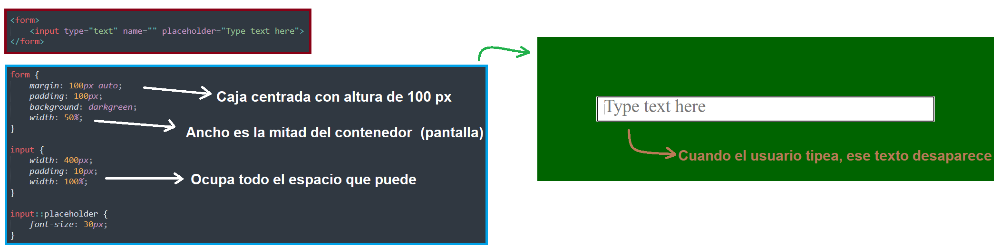 <form>
    <input type="text" name="" placeholder="Type text here">
</form>
form {
    margin: 100px auto;
    padding: 100px;
    background: darkgreen;
    width: 50%;
}
Caja centrada con altura de 100 px
Ancho es la mitad del contenedor (pantalla)
input {
    width: 400px;
    padding: 10px;
    width: 100%;
}
Ocupa todo el espacio que puede
input::placeholder {
    font-size: 30px;
}
Type text here
Cuando el usuario tipea, ese texto desaparece